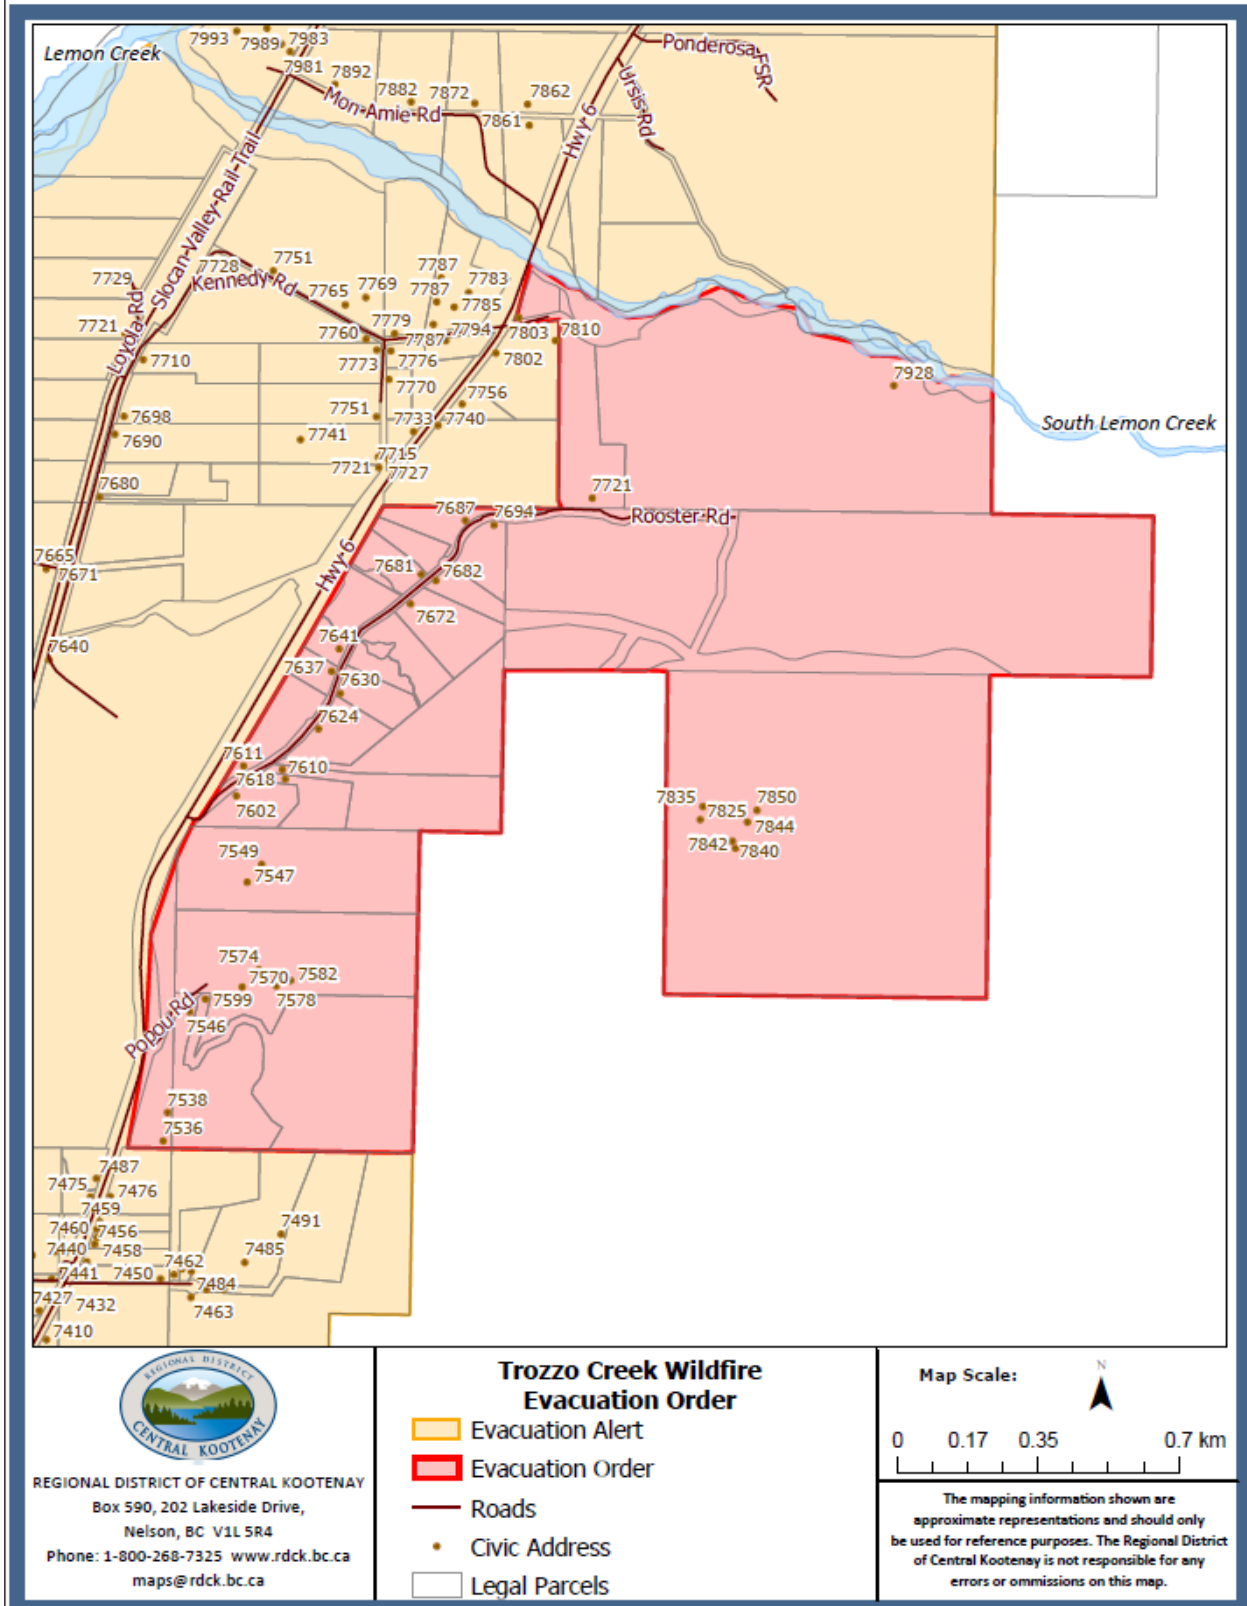 Lemon Creek
7993
7989
7983
7981
7892
Mon-Amie-Rd
7882
7872
7862
7861
Hwy-6
Ponderosa-FSR
Ursis-Rd
Slocan-Valley-Rail-Trail
7729
7728
7751
Kennedy-Rd
7765
7769
7787
7787
7783
7785
Loyola-Rd
7721
7710
7760
7779
7787
7794
7803
7810
7802
7773
7776
7770
7756
7928
South Lemon Creek
7698
7690
7751
7733
7740
7741
7715
7721
7727
7680
7721
7687
7694
Rooster-Rd
Hwy-6
7665
7671
7681
7682
7672
7640
7641
7637
7630
7624
7611
7610
7618
7602
7835
7825
7850
7844
7842
7840
7549
7547
7574
7570
7582
7599
7578
7546
Popou-Rd
7538
7536
7487
7475
7476
7459
7460
7456
7440
7458
7491
7485
7441
7450
7462
7484
7427
7432
7463
7410
REGIONAL DISTRICT
CENTRAL KOOTENAY
REGIONAL DISTRICT OF CENTRAL KOOTENAY
Box 590, 202 Lakeside Drive,
Nelson, BC V1L 5R4
Phone: 1-800-268-7325 www.rdck.bc.ca
maps@rdck.bc.ca
Trozzo Creek Wildfire
Evacuation Order
Evacuation Alert
Evacuation Order
Roads
Civic Address
Legal Parcels
Map Scale:
N
0 0.17 0.35 0.7 km
The mapping information shown are
approximate representations and should only
be used for reference purposes. The Regional District
of Central Kootenay is not responsible for any
errors or ommissions on this map.